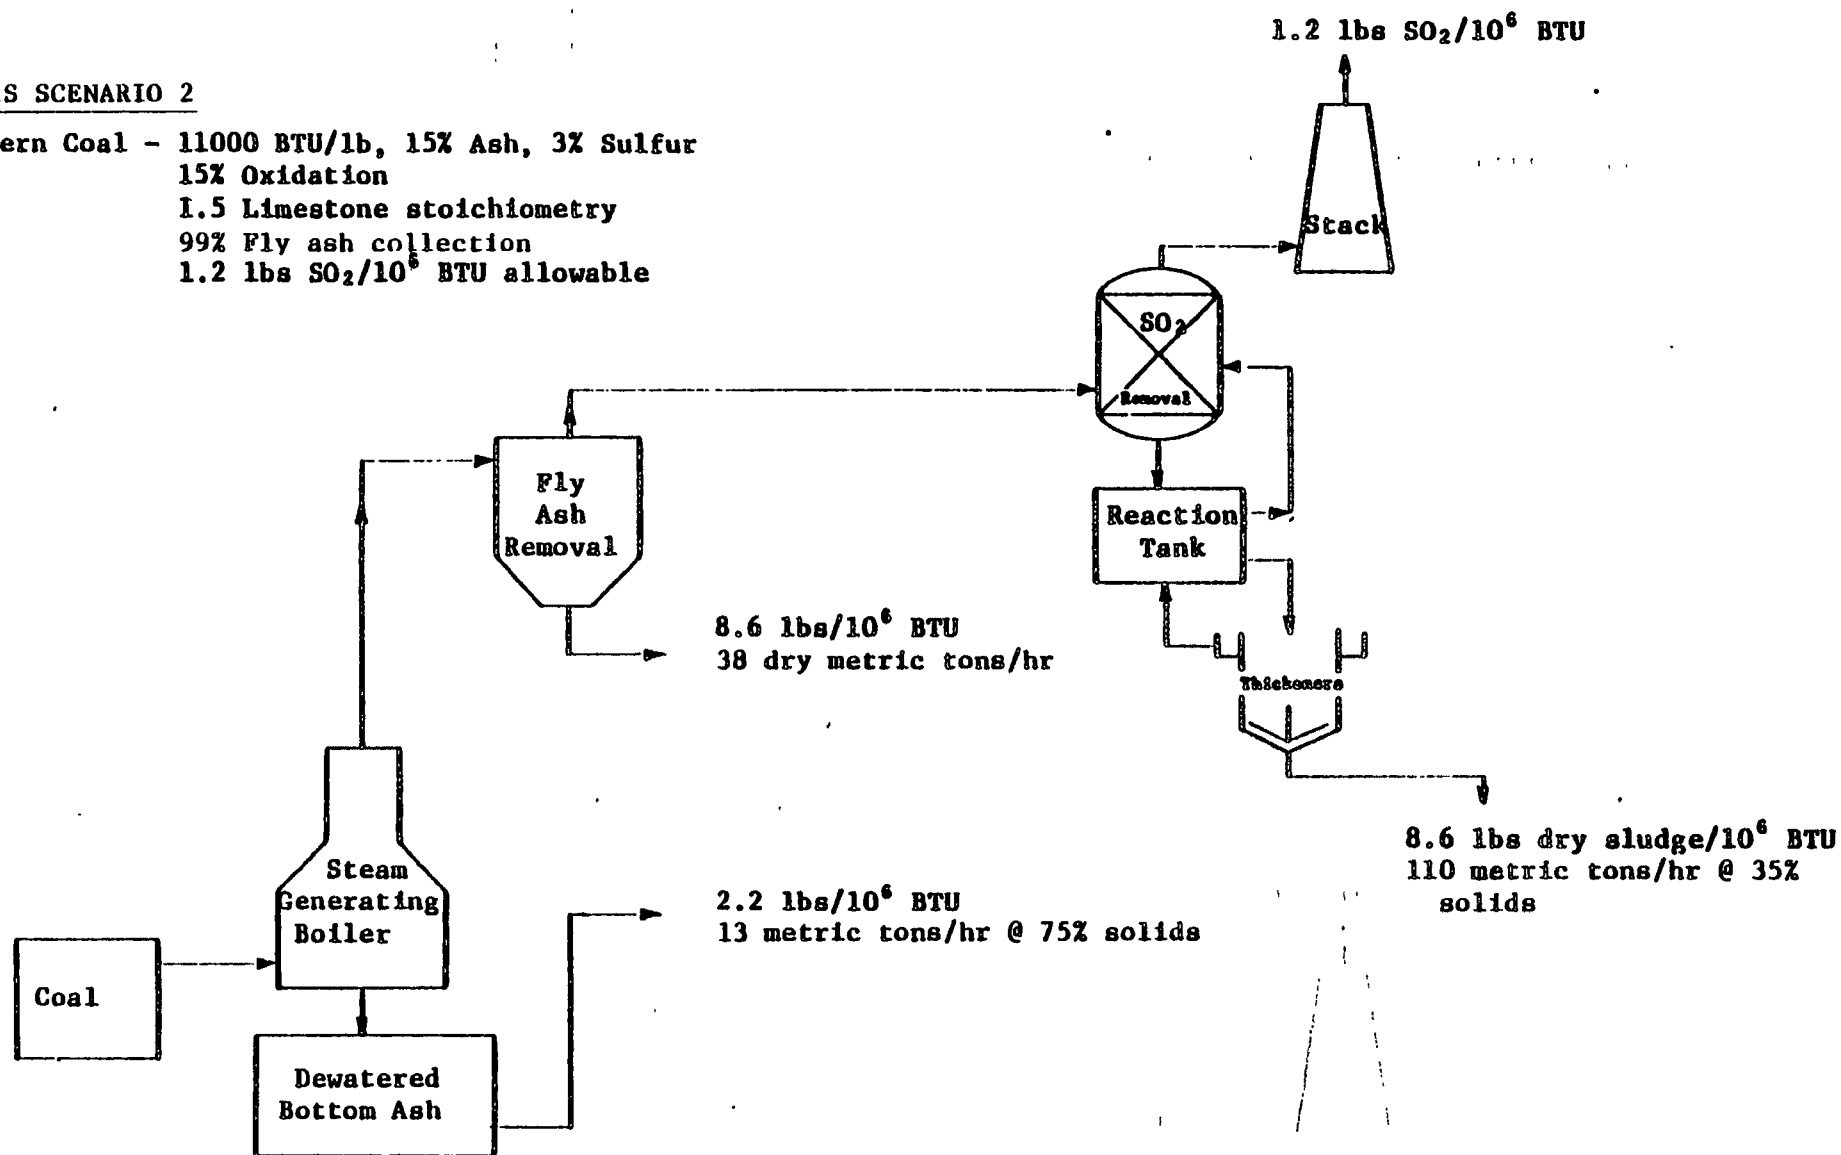 S SCENARIO 2
ern Coal - 11000 BTU/lb, 15% Ash, 3% Sulfur
15% Oxidation
1.5 Limestone stoichiometry
99% Fly ash collection
1.2 lbs SO₂/10⁶ BTU allowable
1.2 lbs SO₂/10⁶ BTU
Stack
SO₂
Removal
Fly
Ash
Removal
Reaction
Tank
8.6 lbs/10⁶ BTU
38 dry metric tons/hr
Thickeners
8.6 lbs dry sludge/10⁶ BTU
110 metric tons/hr @ 35%
solids
Steam
Generating
Boiler
2.2 lbs/10⁶ BTU
13 metric tons/hr @ 75% solids
Coal
Dewatered
Bottom Ash